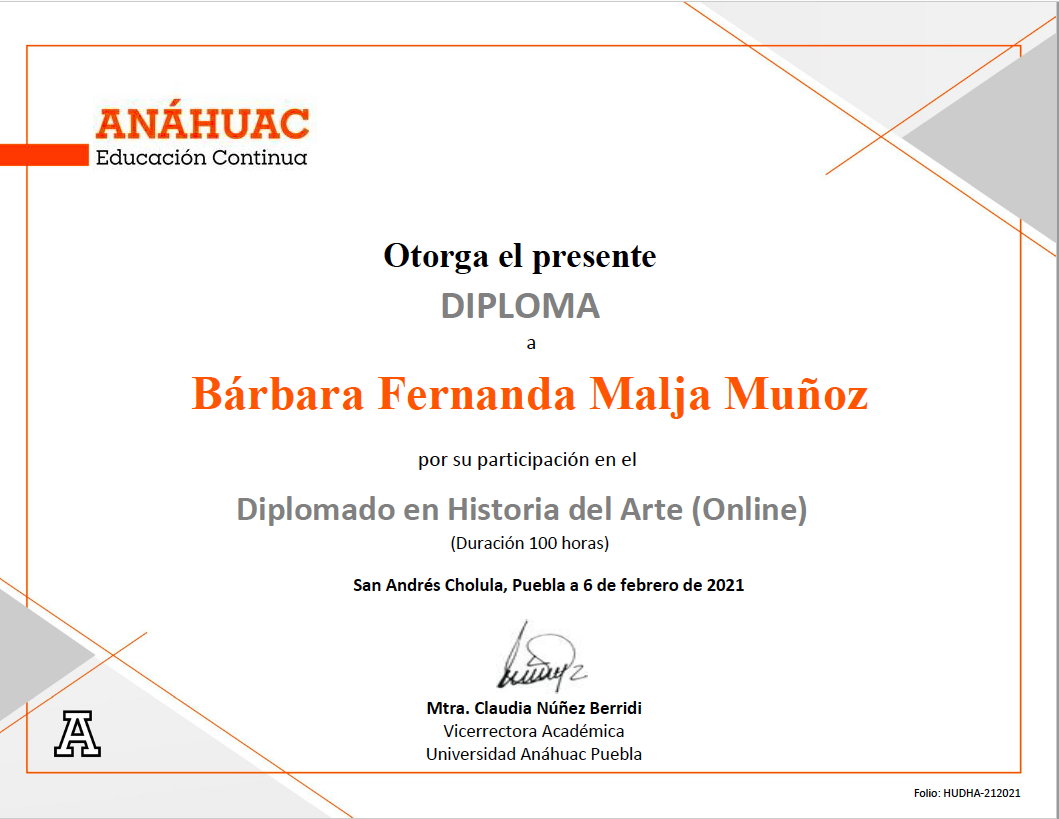 ANÁHUAC
Educación Continua
Otorga el presente
DIPLOMA
a
Bárbara Fernanda Malja Muñoz
por su participación en el
Diplomado en Historia del Arte (Online)
(Duración 100 horas)
San Andrés Cholula, Puebla a 6 de febrero de 2021
Mtra. Claudia Núñez Berridi
Vicerrectora Académica
Universidad Anáhuac Puebla
A
Folio: HUDHA-212021